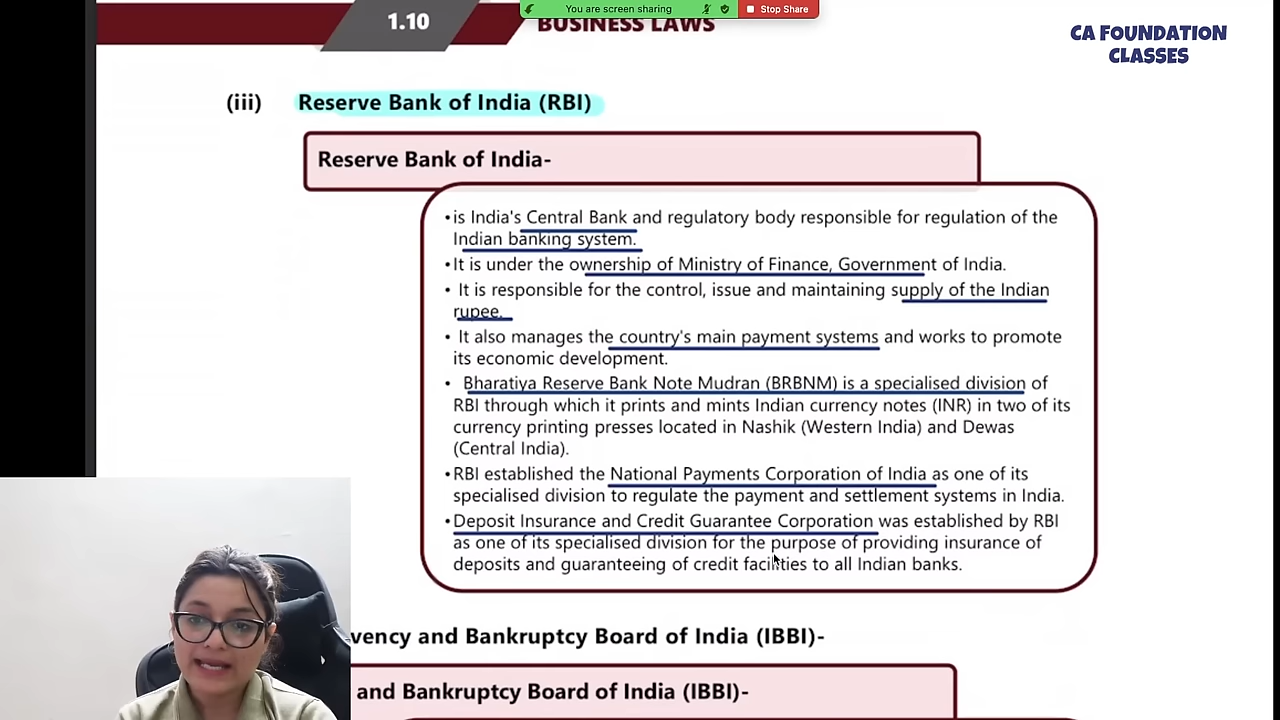 1.10
BUSINESS LAWS
You are screen sharing
Stop Share
CA FOUNDATION
CLASSES
(iii) Reserve Bank of India (RBI)
Reserve Bank of India-
•is India's Central Bank and regulatory body responsible for regulation of the
Indian banking system.
•It is under the ownership of Ministry of Finance, Government of India.
• It is responsible for the control, issue and maintaining supply of the Indian
rupee.
• It also manages the country's main payment systems and works to promote
its economic development.
• Bharatiya Reserve Bank Note Mudran (BRBNM) is a specialised division of
RBI through which it prints and mints Indian currency notes (INR) in two of its
currency printing presses located in Nashik (Western India) and Dewas
(Central India).
•RBI established the National Payments Corporation of India as one of its
specialised division to regulate the payment and settlement systems in India.
•Deposit Insurance and Credit Guarantee Corporation was established by RBI
as one of its specialised division for the purpose of providing insurance of
deposits and guaranteeing of credit facilities to all Indian banks.
vency and Bankruptcy Board of India (IBBI)-
and Bankruptcy Board of India (IBBI)-